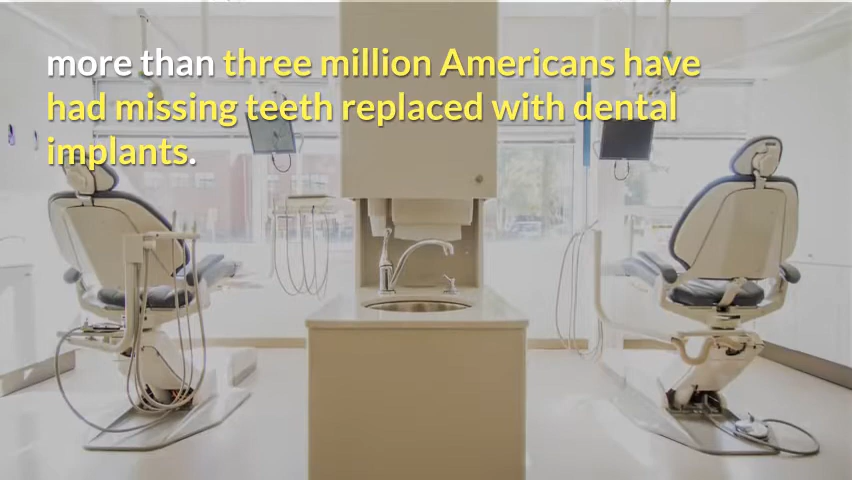 more than three million Americans have
had missing teeth replaced with dental
implants.